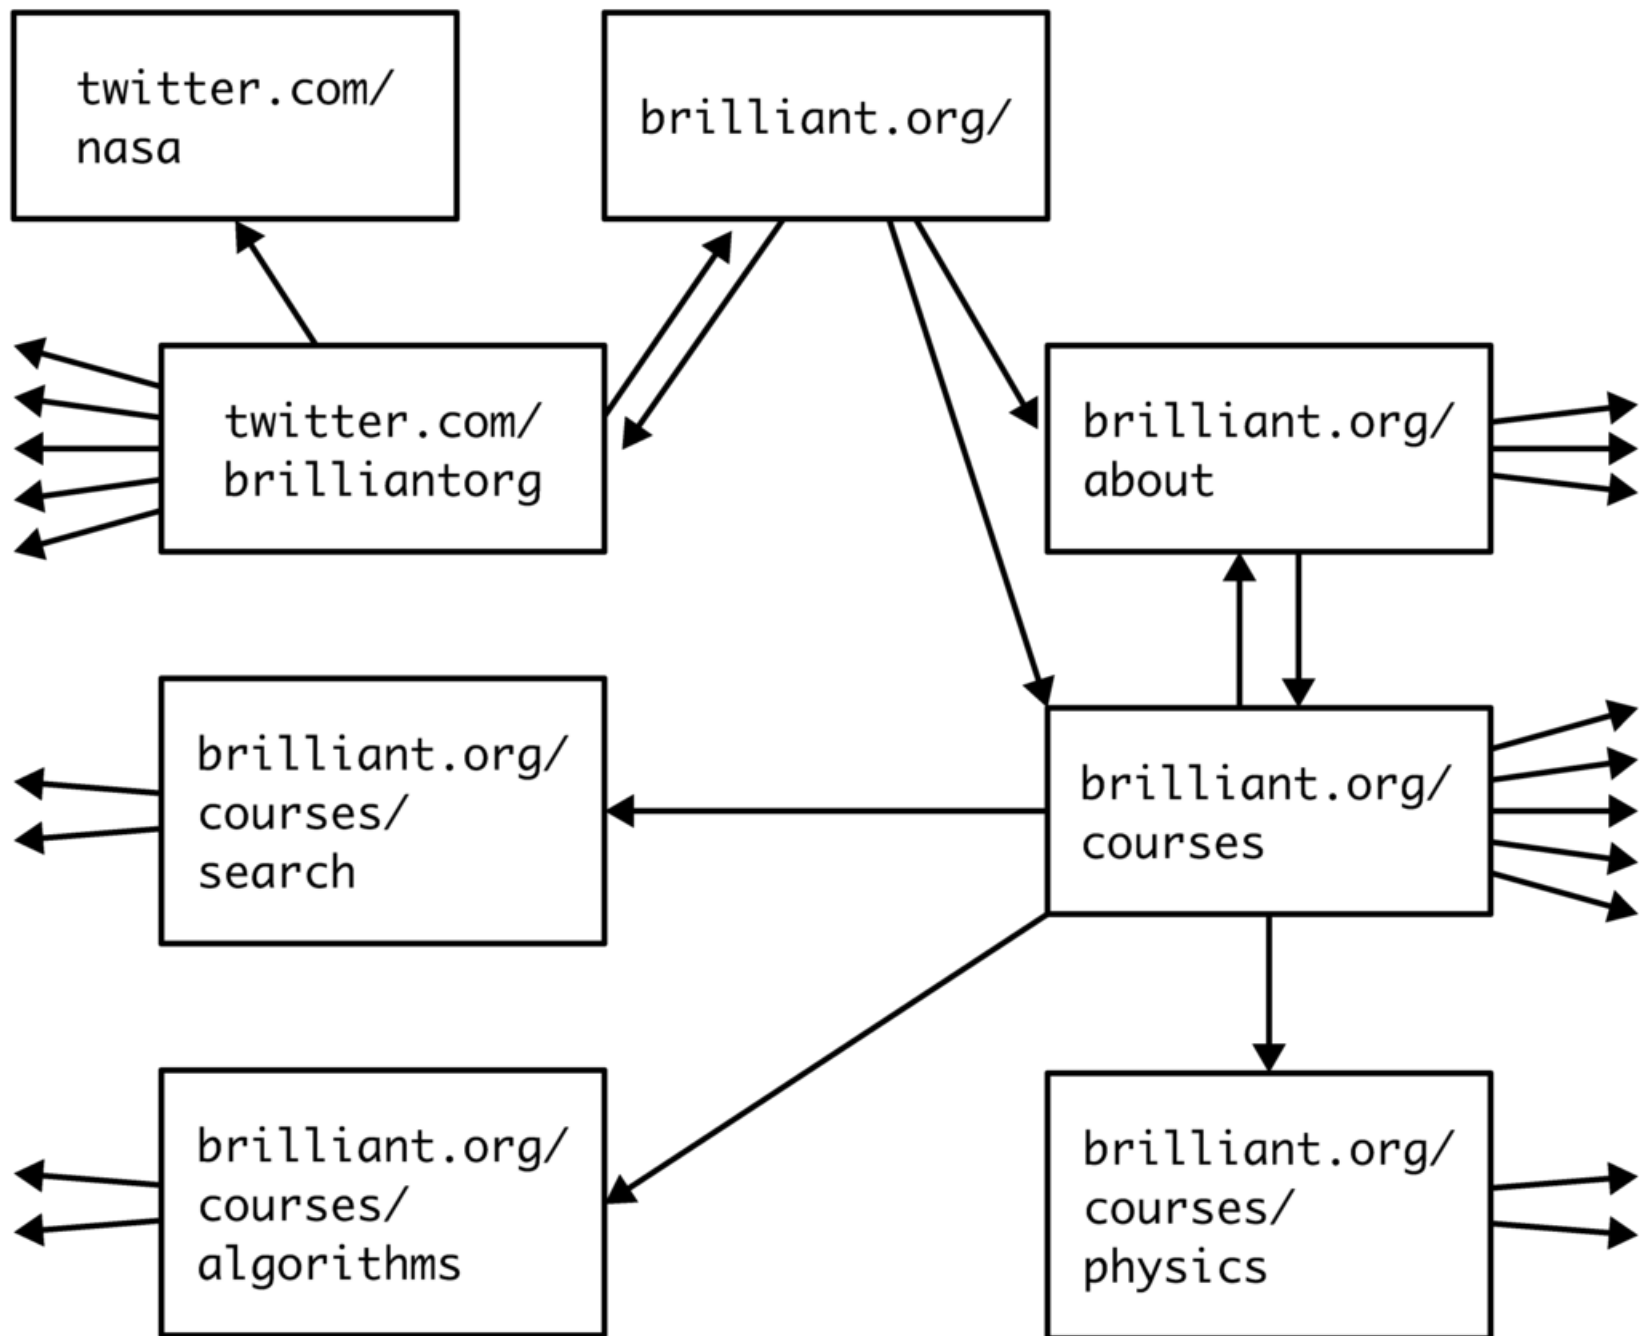 twitter.com/
nasa
brilliant.org/
twitter.com/
brilliantorg
brilliant.org/
about
brilliant.org/
courses/
search
brilliant.org/
courses
brilliant.org/
courses/
algorithms
brilliant.org/
courses/
physics